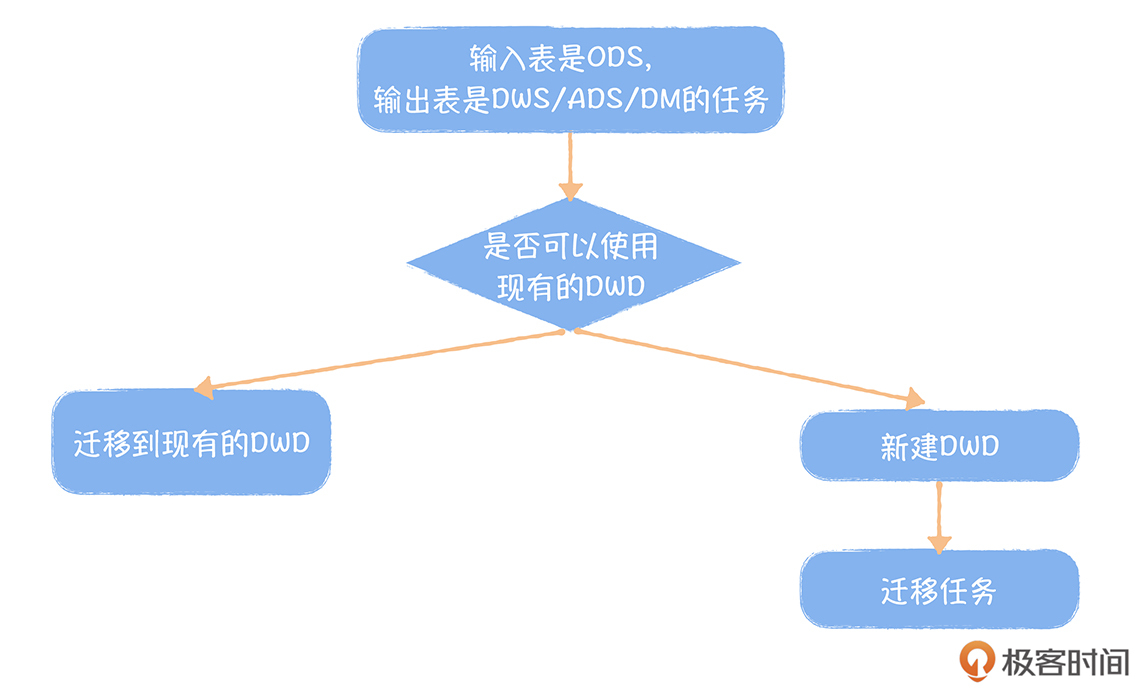 输入表是ODS,
输出表是DWS/ADS/DM的任务
是否可以使用
现有的DWD
迁移到现有的DWD
新建DWD
迁移任务
极客时间